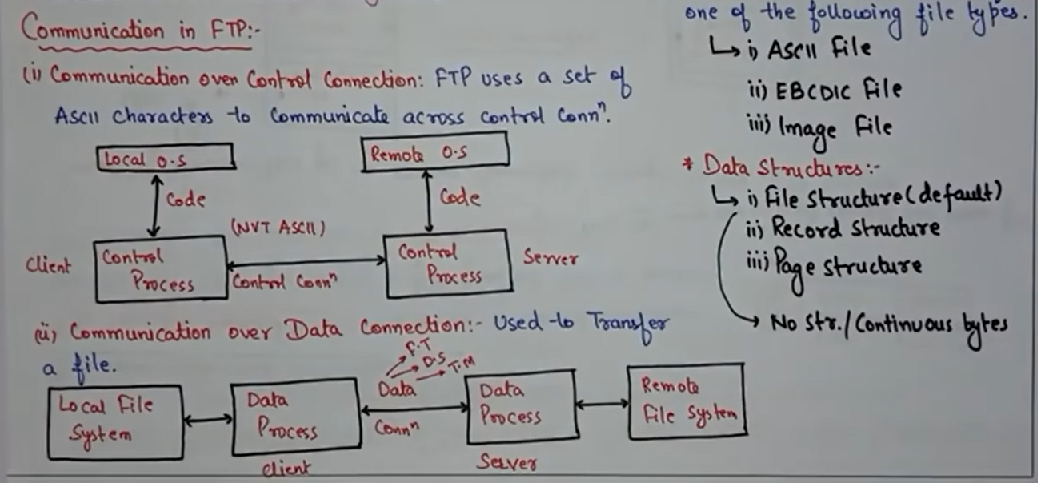 Communication in FTP:-
(i) Communication over Control Connection: FTP uses a set of
ASCII characters to communicate across control Connⁿ.
Local O.S
Remote O.S
Code
Code
(NVT ASCII)
Client
Control
Process
Control Connⁿ
Control
Process
Server
(ii) Communication over Data Connection:- Used to Transfer
a file.
F.T
D.S
T.M
Local File
System
Data
Process
Data
Connⁿ
Data
Process
Remote
File System
Client
Server
one of the following file types.
i) ASCII File
ii) EBCDIC File
iii) Image File
* Data Structures:-
i) File Structure (default)
ii) Record Structure
iii) Page Structure
No Str./Continuous bytes